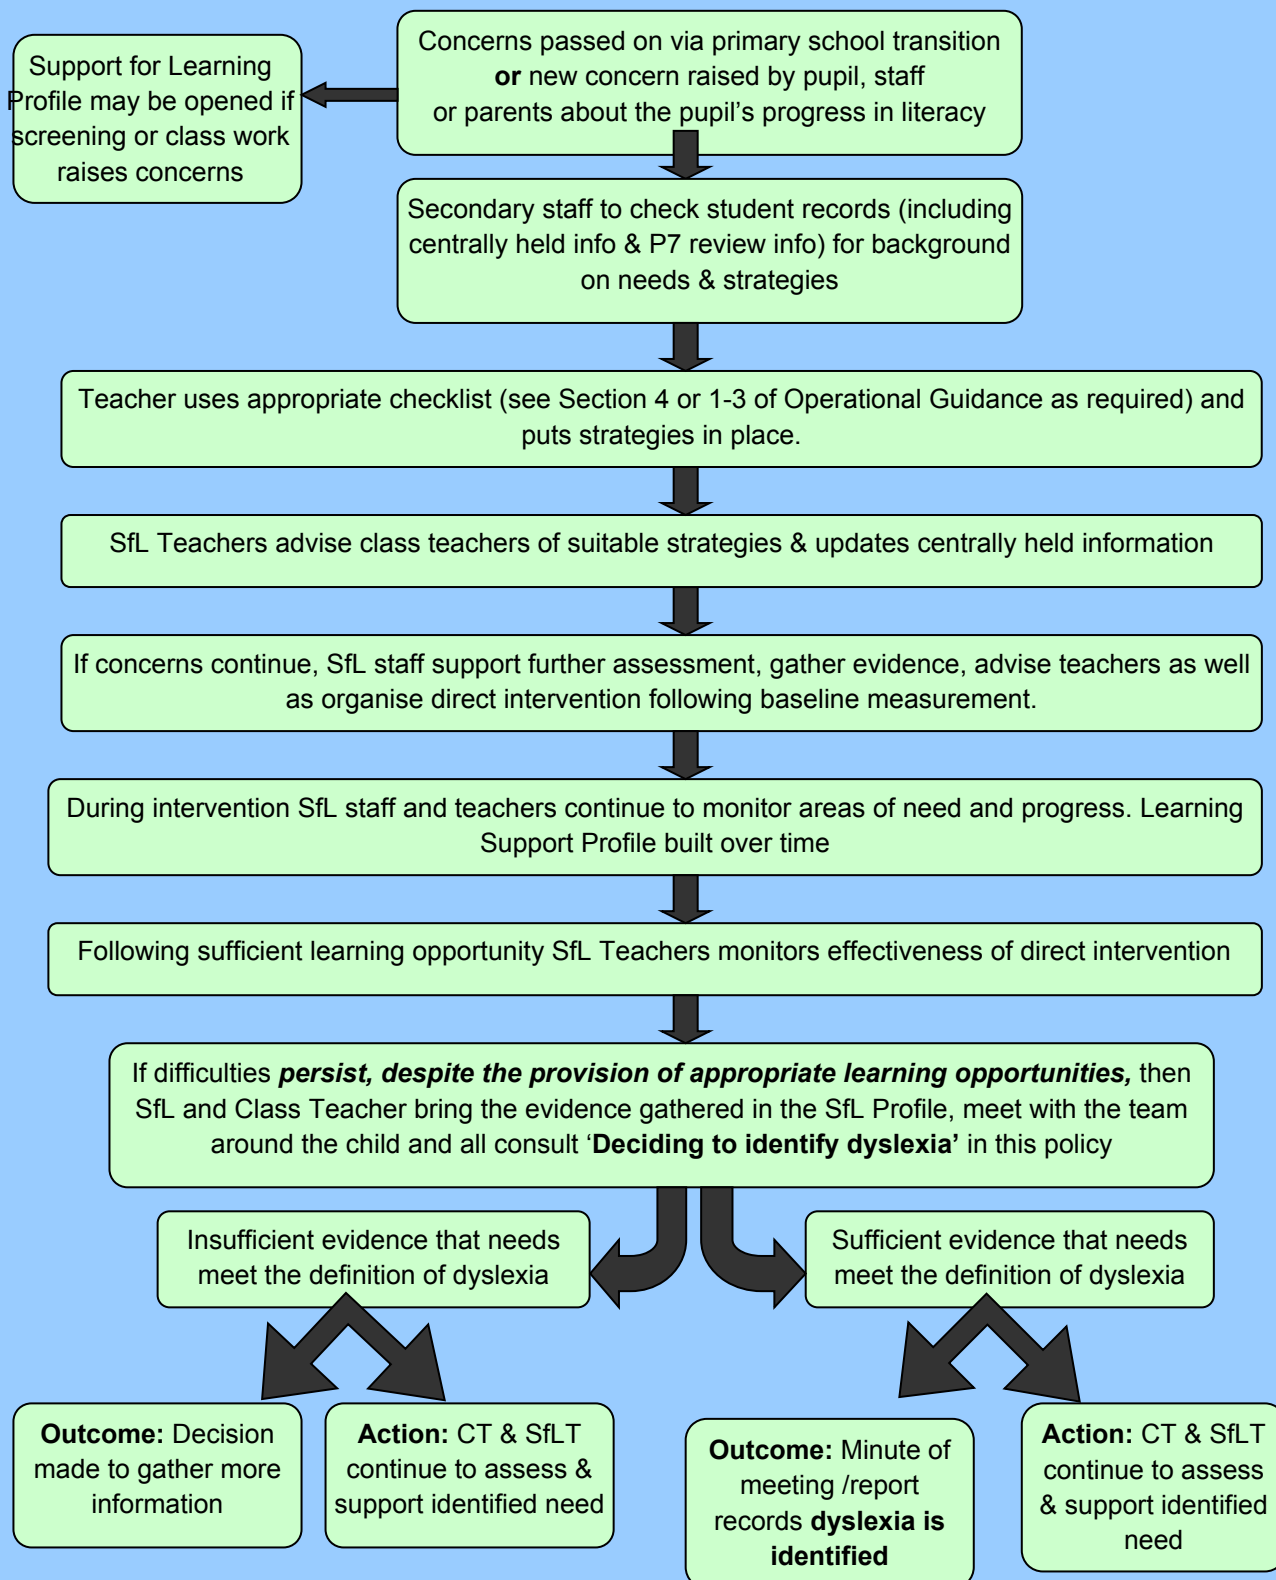 Support for Learning
Profile may be opened if
screening or class work
raises concerns
Concerns passed on via primary school transition
or new concern raised by pupil, staff
or parents about the pupil’s progress in literacy
Secondary staff to check student records (including
centrally held info & P7 review info) for background
on needs & strategies
Teacher uses appropriate checklist (see Section 4 or 1-3 of Operational Guidance as required) and
puts strategies in place.
SfL Teachers advise class teachers of suitable strategies & updates centrally held information
If concerns continue, SfL staff support further assessment, gather evidence, advise teachers as well
as organise direct intervention following baseline measurement.
During intervention SfL staff and teachers continue to monitor areas of need and progress. Learning
Support Profile built over time
Following sufficient learning opportunity SfL Teachers monitors effectiveness of direct intervention
If difficulties persist, despite the provision of appropriate learning opportunities, then
SfL and Class Teacher bring the evidence gathered in the SfL Profile, meet with the team
around the child and all consult ‘Deciding to identify dyslexia’ in this policy
Insufficient evidence that needs
meet the definition of dyslexia
Sufficient evidence that needs
meet the definition of dyslexia
Outcome: Decision
made to gather more
information
Action: CT & SfLT
continue to assess &
support identified need
Outcome: Minute of
meeting /report
records dyslexia is
identified
Action: CT & SfLT
continue to assess
& support identified
need